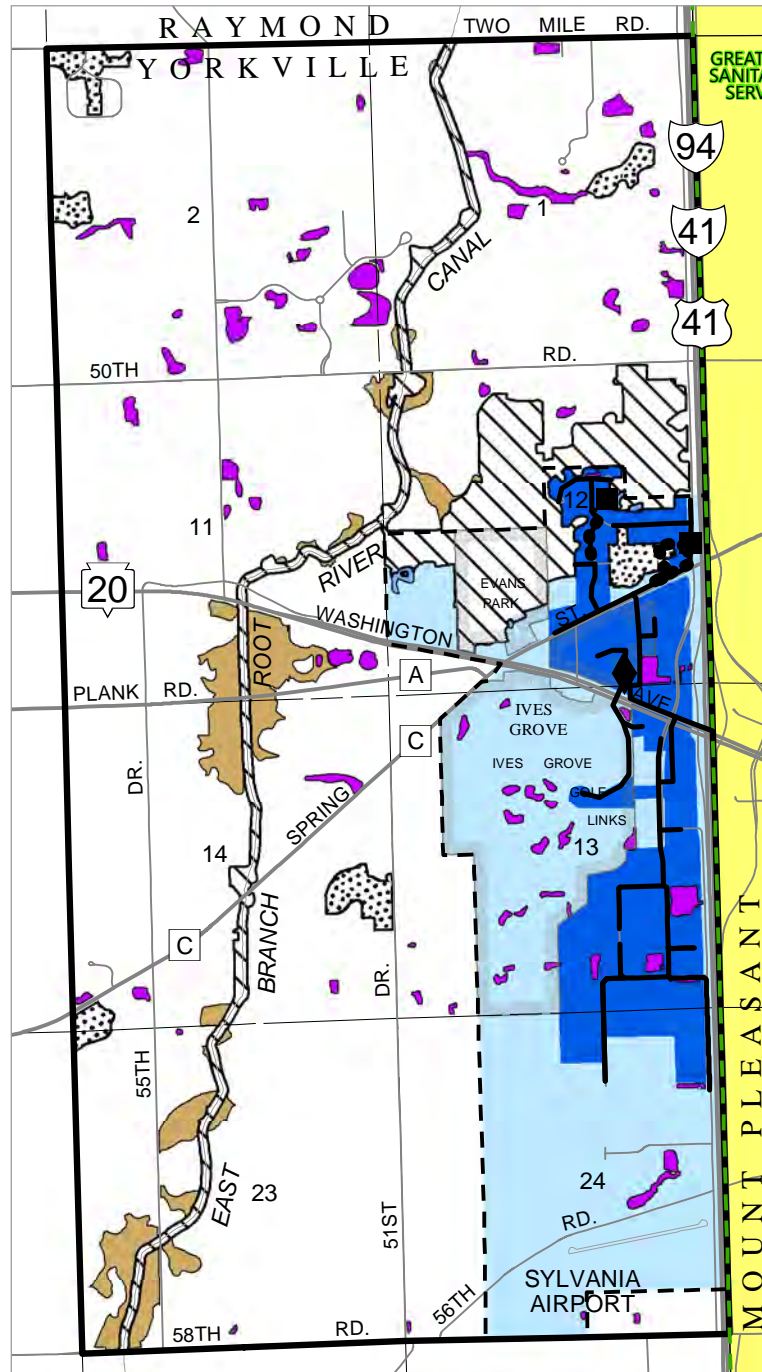 RAYMOND
TWO MILE RD.
YORKVILLE
GREAT
SANITA
SERV
94
41
41
2
1
CANAL
50TH RD.
11
12
RIVER
EVANS
PARK
20
WASHINGTON AVE
ST.
ROOT
A
PLANK RD.
C
IVES
GROVE
IVES GROVE
GOLF
LINKS
DR.
SPRING
13
14
BRANCH
C
DR.
55TH
MOUNT PLEASANT
24
23
EAST
51ST
RD.
56TH
SYLVANIA
AIRPORT
58TH RD.